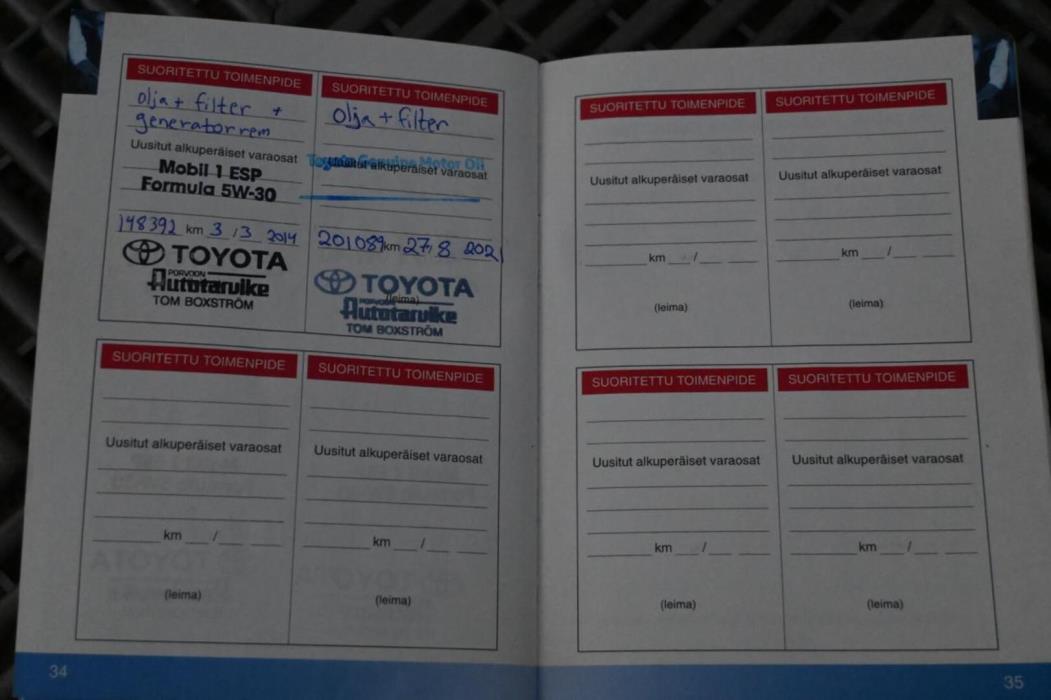 SUORITETTU TOIMENPIDE
olja + filter +
generatorrem
Uusitut alkuperäiset varaosat
Mobil 1 ESP
Formula 5W-30
148392 km 3 / 3 2014
TOYOTA
PORVOON
Autotarvike
TOM BOXSTRÖM
SUORITETTU TOIMENPIDE
olja + filter
Toyota Genuine Motor Oil
Uusitut alkuperäiset varaosat
201089 km 27 / 8 2021
TOYOTA
(leima)
PORVOON
Autotarvike
TOM BOXSTRÖM
SUORITETTU TOIMENPIDE
Uusitut alkuperäiset varaosat
km /
(leima)
SUORITETTU TOIMENPIDE
Uusitut alkuperäiset varaosat
km /
(leima)
34
SUORITETTU TOIMENPIDE
Uusitut alkuperäiset varaosat
km /
(leima)
SUORITETTU TOIMENPIDE
Uusitut alkuperäiset varaosat
km /
(leima)
SUORITETTU TOIMENPIDE
Uusitut alkuperäiset varaosat
km /
(leima)
SUORITETTU TOIMENPIDE
Uusitut alkuperäiset varaosat
km /
(leima)
35